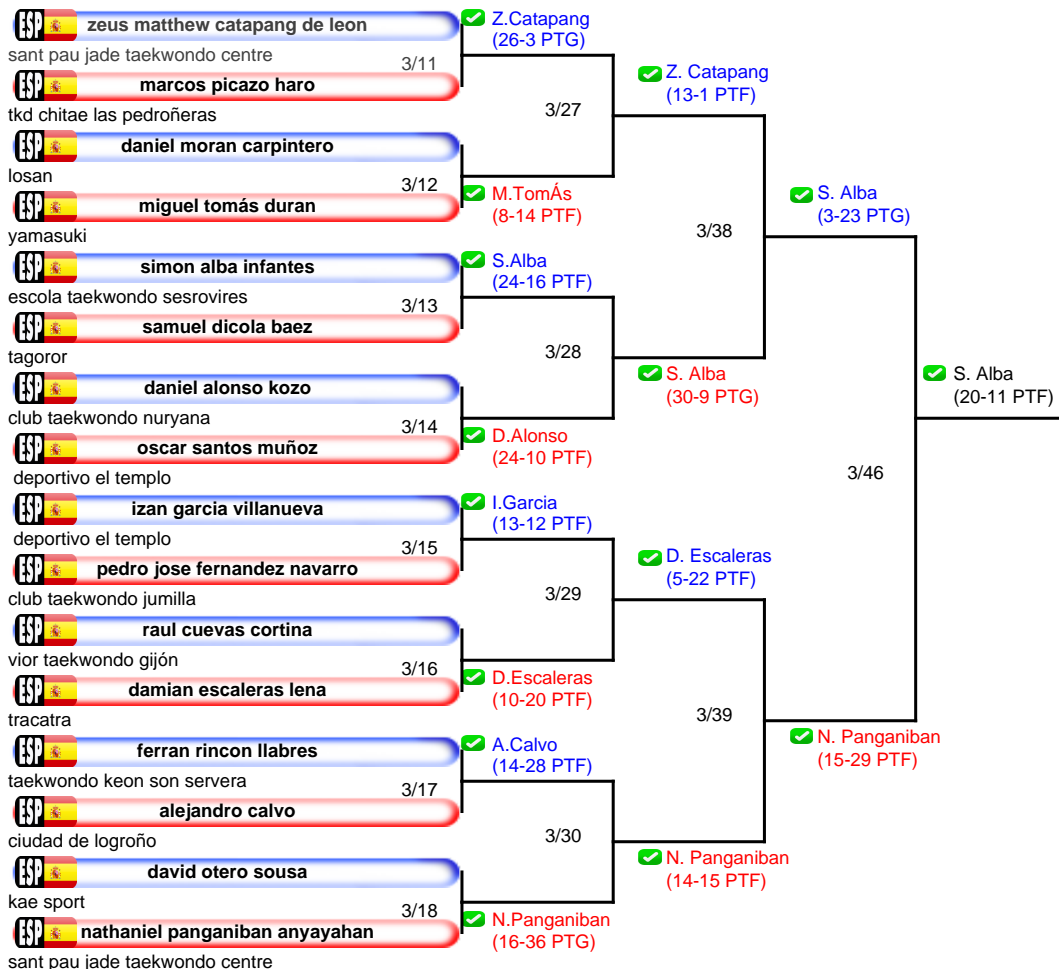 ESP zeus matthew catapang de leon
sant pau jade taekwondo centre
3/11
ESP marcos picazo haro
tkd chitae las pedroñeras
ESP daniel moran carpintero
losan
3/12
ESP miguel tomás duran
yamasuki
ESP simon alba infantes
escola taekwondo sesrovires
3/13
ESP samuel dicola baez
tagoror
ESP daniel alonso kozo
club taekwondo nuryana
3/14
ESP oscar santos muñoz
deportivo el templo
ESP izan garcia villanueva
deportivo el templo
3/15
ESP pedro jose fernandez navarro
club taekwondo jumilla
ESP raul cuevas cortina
vior taekwondo gijón
3/16
ESP damian escaleras lena
tracatra
ESP ferran rincon llabres
taekwondo keon son servera
3/17
ESP alejandro calvo
ciudad de logroño
ESP david otero sousa
kae sport
3/18
ESP nathaniel panganiban anyayahan
sant pau jade taekwondo centre
Z.Catapang
(26-3 PTG)
3/27
M.TomÁs
(8-14 PTF)
S.Alba
(24-16 PTF)
3/28
D.Alonso
(24-10 PTF)
I.Garcia
(13-12 PTF)
3/29
D.Escaleras
(10-20 PTF)
A.Calvo
(14-28 PTF)
3/30
N.Panganiban
(16-36 PTG)
Z. Catapang
(13-1 PTF)
3/38
S. Alba
(30-9 PTG)
D. Escaleras
(5-22 PTF)
3/39
N. Panganiban
(14-15 PTF)
S. Alba
(3-23 PTG)
3/46
N. Panganiban
(15-29 PTF)
S. Alba
(20-11 PTF)